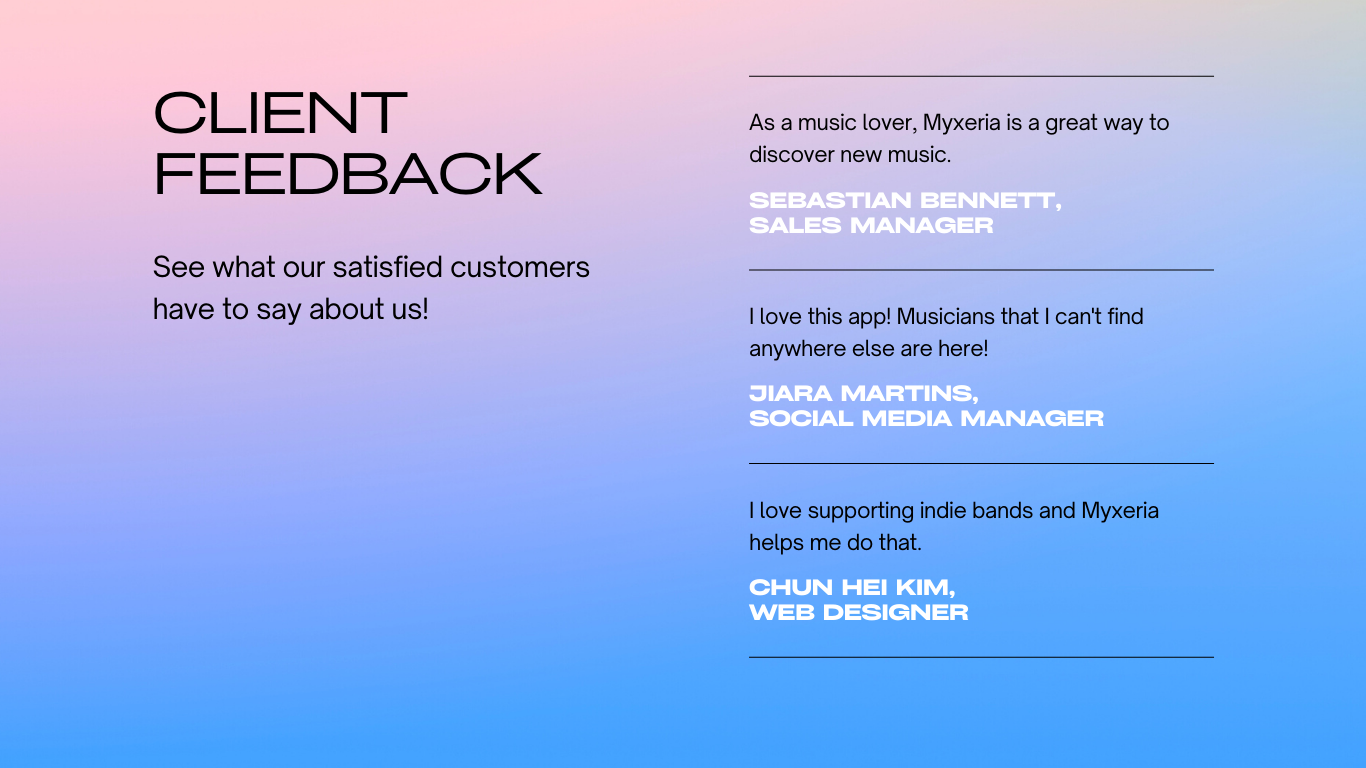 CLIENT
FEEDBACK
See what our satisfied customers
have to say about us!
As a music lover, Myxeria is a great way to
discover new music.
SEBASTIAN BENNETT,
SALES MANAGER
I love this app! Musicians that I can't find
anywhere else are here!
JIARA MARTINS,
SOCIAL MEDIA MANAGER
I love supporting indie bands and Myxeria
helps me do that.
CHUN HEI KIM,
WEB DESIGNER